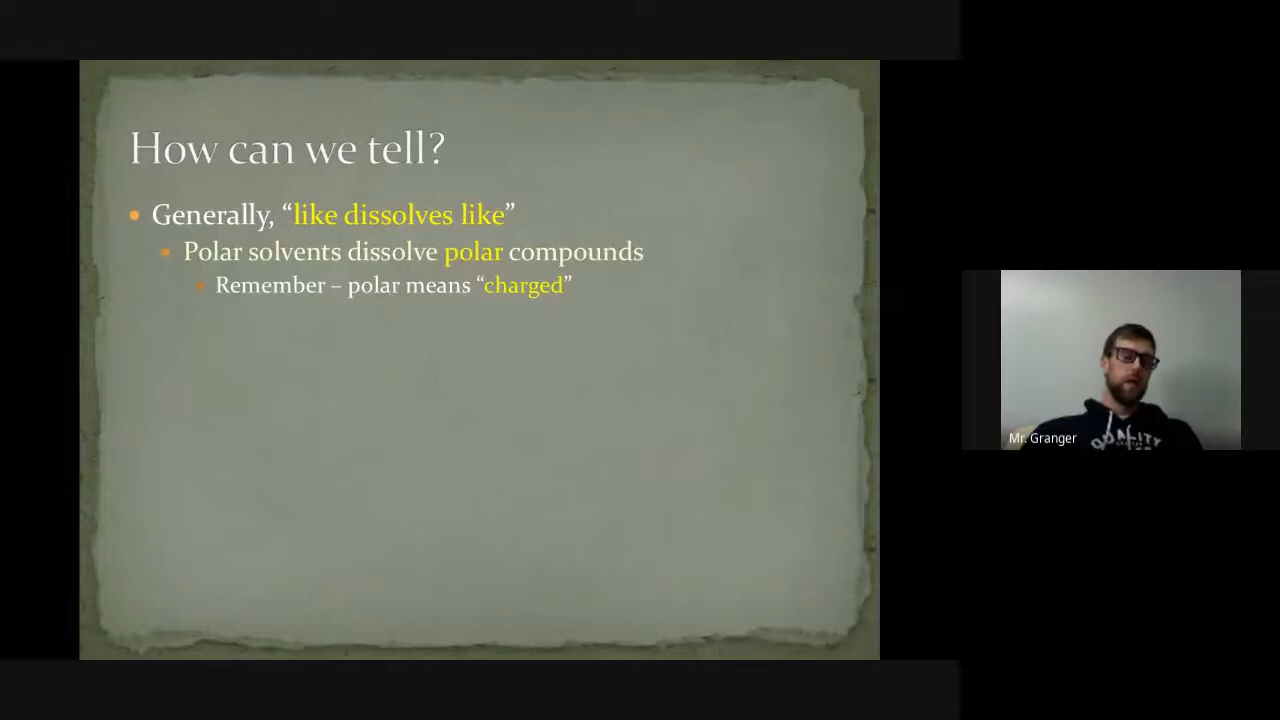 How can we tell?
Generally, “like dissolves like”
Polar solvents dissolve polar compounds
Remember – polar means “charged”
Mr. Granger
QUALITY